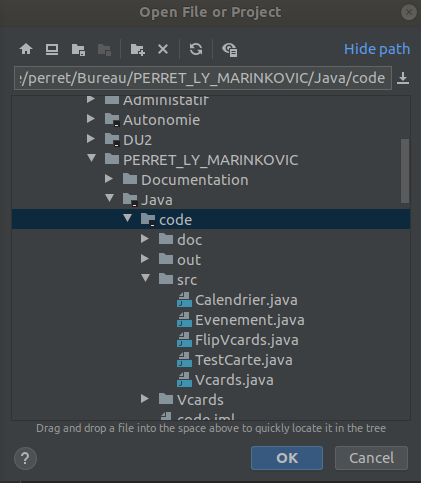 Open File or Project
Hide path
/perret/Bureau/PERRET_LY_MARINKOVIC/Java/code
Administatif
Autonomie
DU2
PERRET_LY_MARINKOVIC
Documentation
Java
code
doc
out
src
Calendrier.java
Evenement.java
FlipVcards.java
TestCarte.java
Vcards.java
Vcards
code.iml
Drag and drop a file into the space above to quickly locate it in the tree
?
OK
Cancel